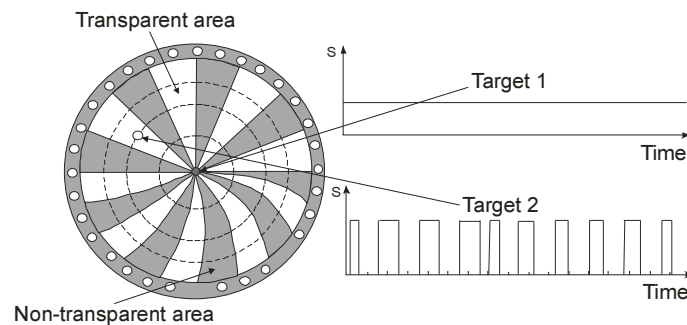 Transparent area
S
Target 1
Time
S
Target 2
Time
Non-transparent area